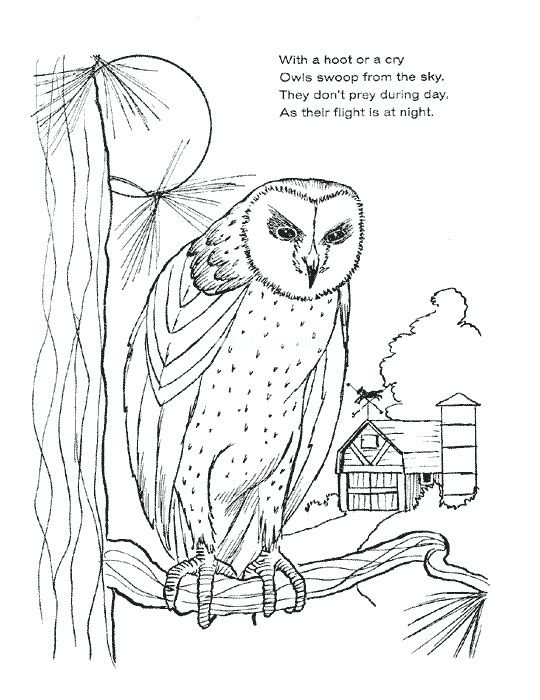 With a hoot or a cry
Owls swoop from the sky.
They don't prey during day,
As their flight is at night.